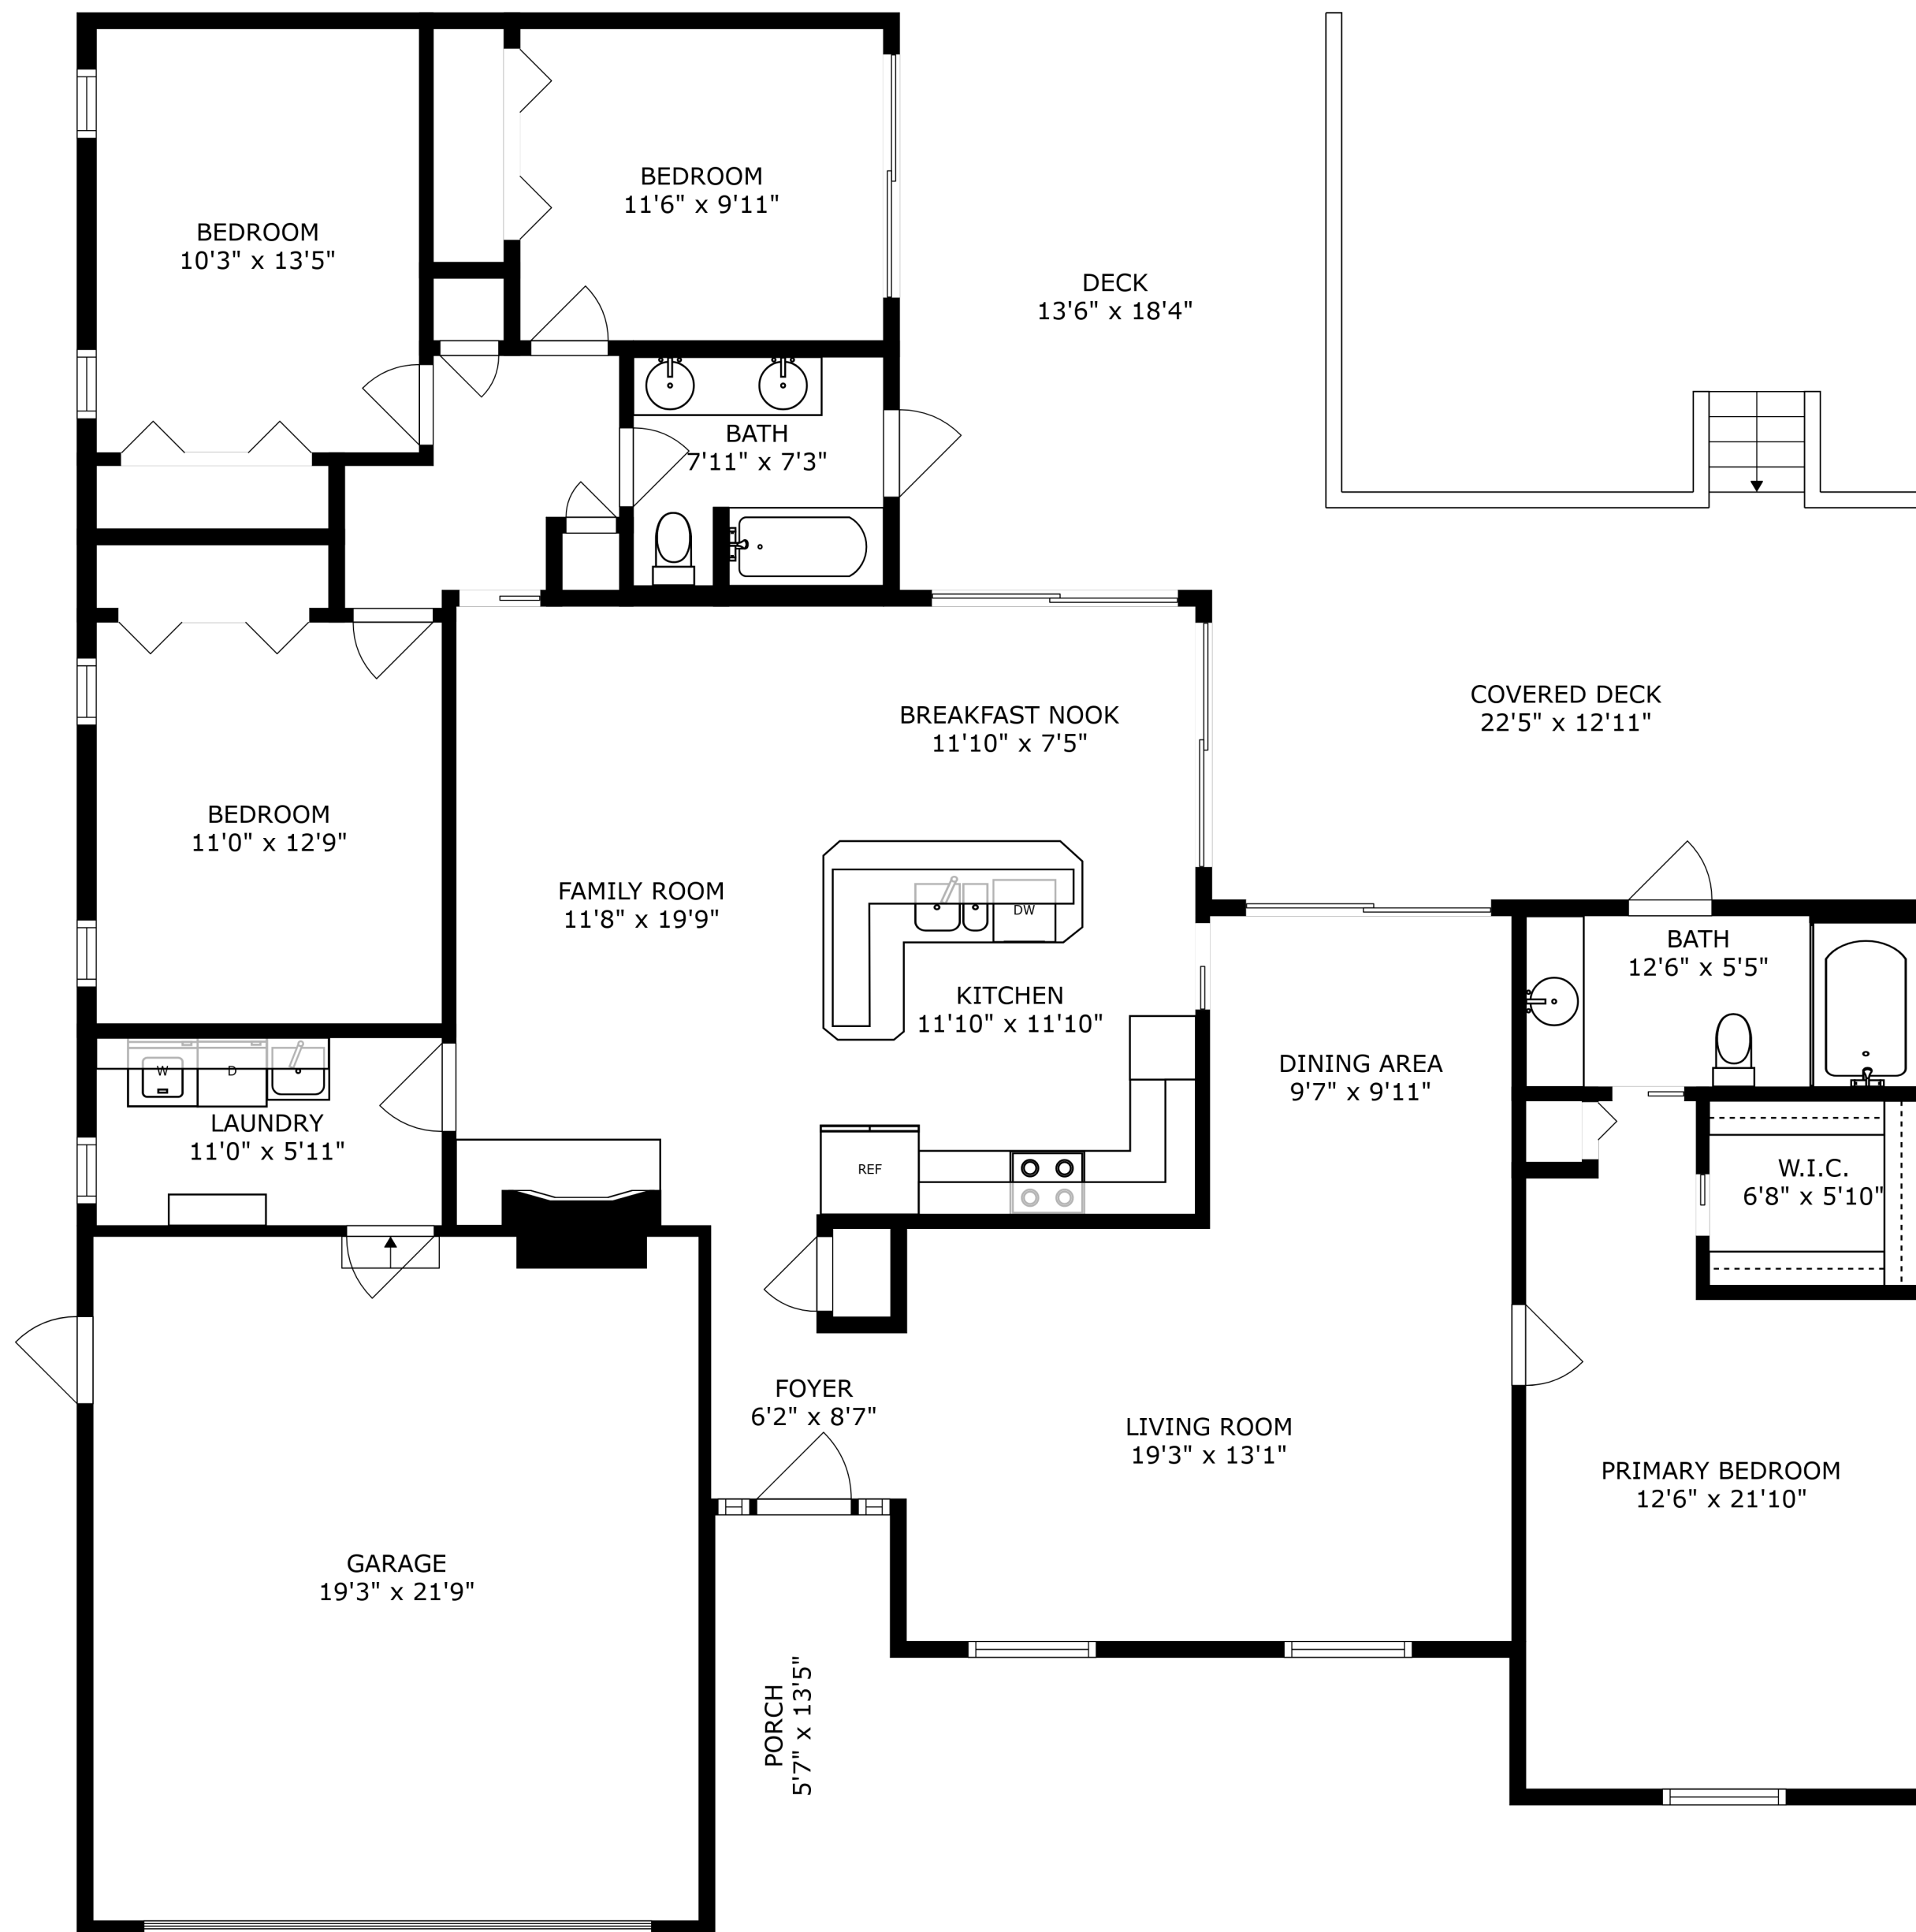 BEDROOM
11'6" x 9'11"
BEDROOM
10'3" x 13'5"
DECK
13'6" x 18'4"
BATH
7'11" x 7'3"
COVERED DECK
22'5" x 12'11"
BREAKFAST NOOK
11'10" x 7'5"
BEDROOM
11'0" x 12'9"
FAMILY ROOM
11'8" x 19'9"
DW
BATH
12'6" x 5'5"
KITCHEN
11'10" x 11'10"
DINING AREA
9'7" x 9'11"
W
D
LAUNDRY
11'0" x 5'11"
REF
W.I.C.
6'8" x 5'10"
FOYER
6'2" x 8'7"
LIVING ROOM
19'3" x 13'1"
PRIMARY BEDROOM
12'6" x 21'10"
GARAGE
19'3" x 21'9"
PORCH
5'7" x 13'5"